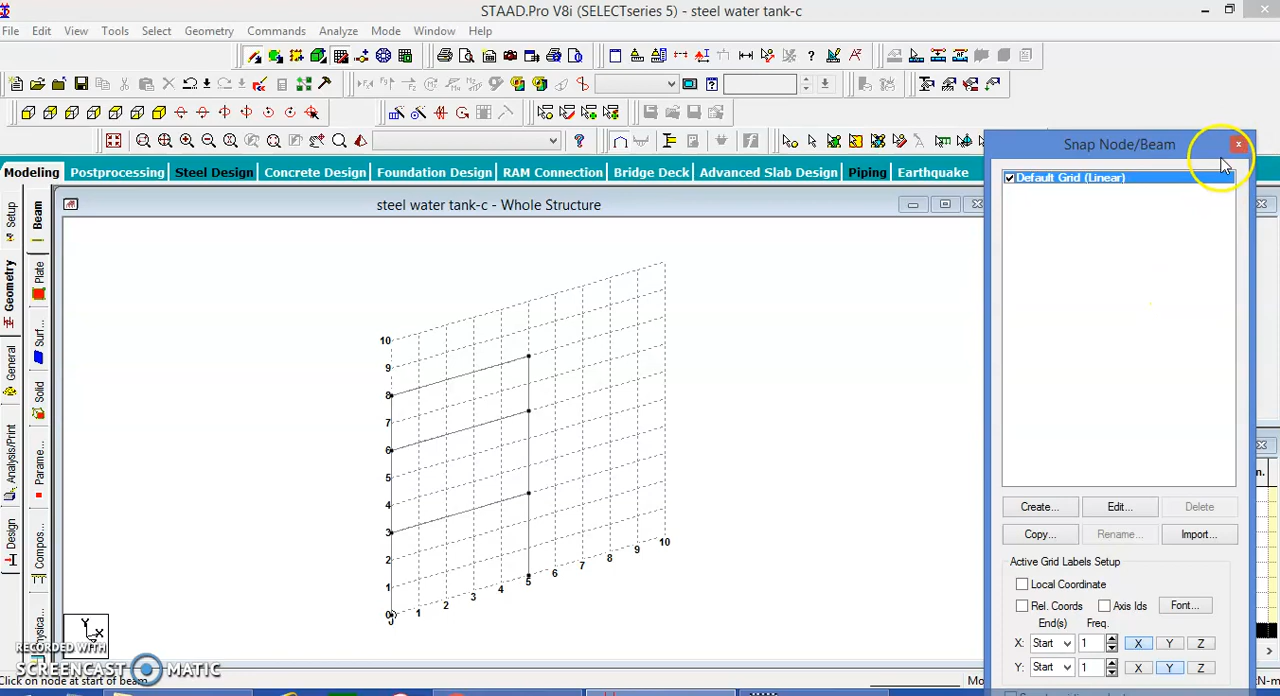 STAAD.Pro V8i (SELECTseries 5) - steel water tank-c
File Edit View Tools Select Geometry Commands Analyze Mode Window Help
Modeling Postprocessing Steel Design Concrete Design Foundation Design RAM Connection Bridge Deck Advanced Slab Design Piping Earthquake
Snap Node/Beam
Default Grid (Linear)
steel water tank-c - Whole Structure
Setup
Geometry
General
Analysis/Print
Design
Beam
Plate
Surf...
Solid
Parame...
Compos...
10
9
8
7
6
5
4
3
2
1
0
0 1 2 3 4 5 6 7 8 9 10
Y
X
Create... Edit... Delete
Copy... Rename... Import...
Active Grid Labels Setup
Local Coordinate
Rel. Coords Axis Ids Font...
End(s) Freq.
X: Start 1 X Y Z
Y: Start 1 X Y Z
RECORDED WITH
SCREENCAST MATIC
Click on node at start of beam